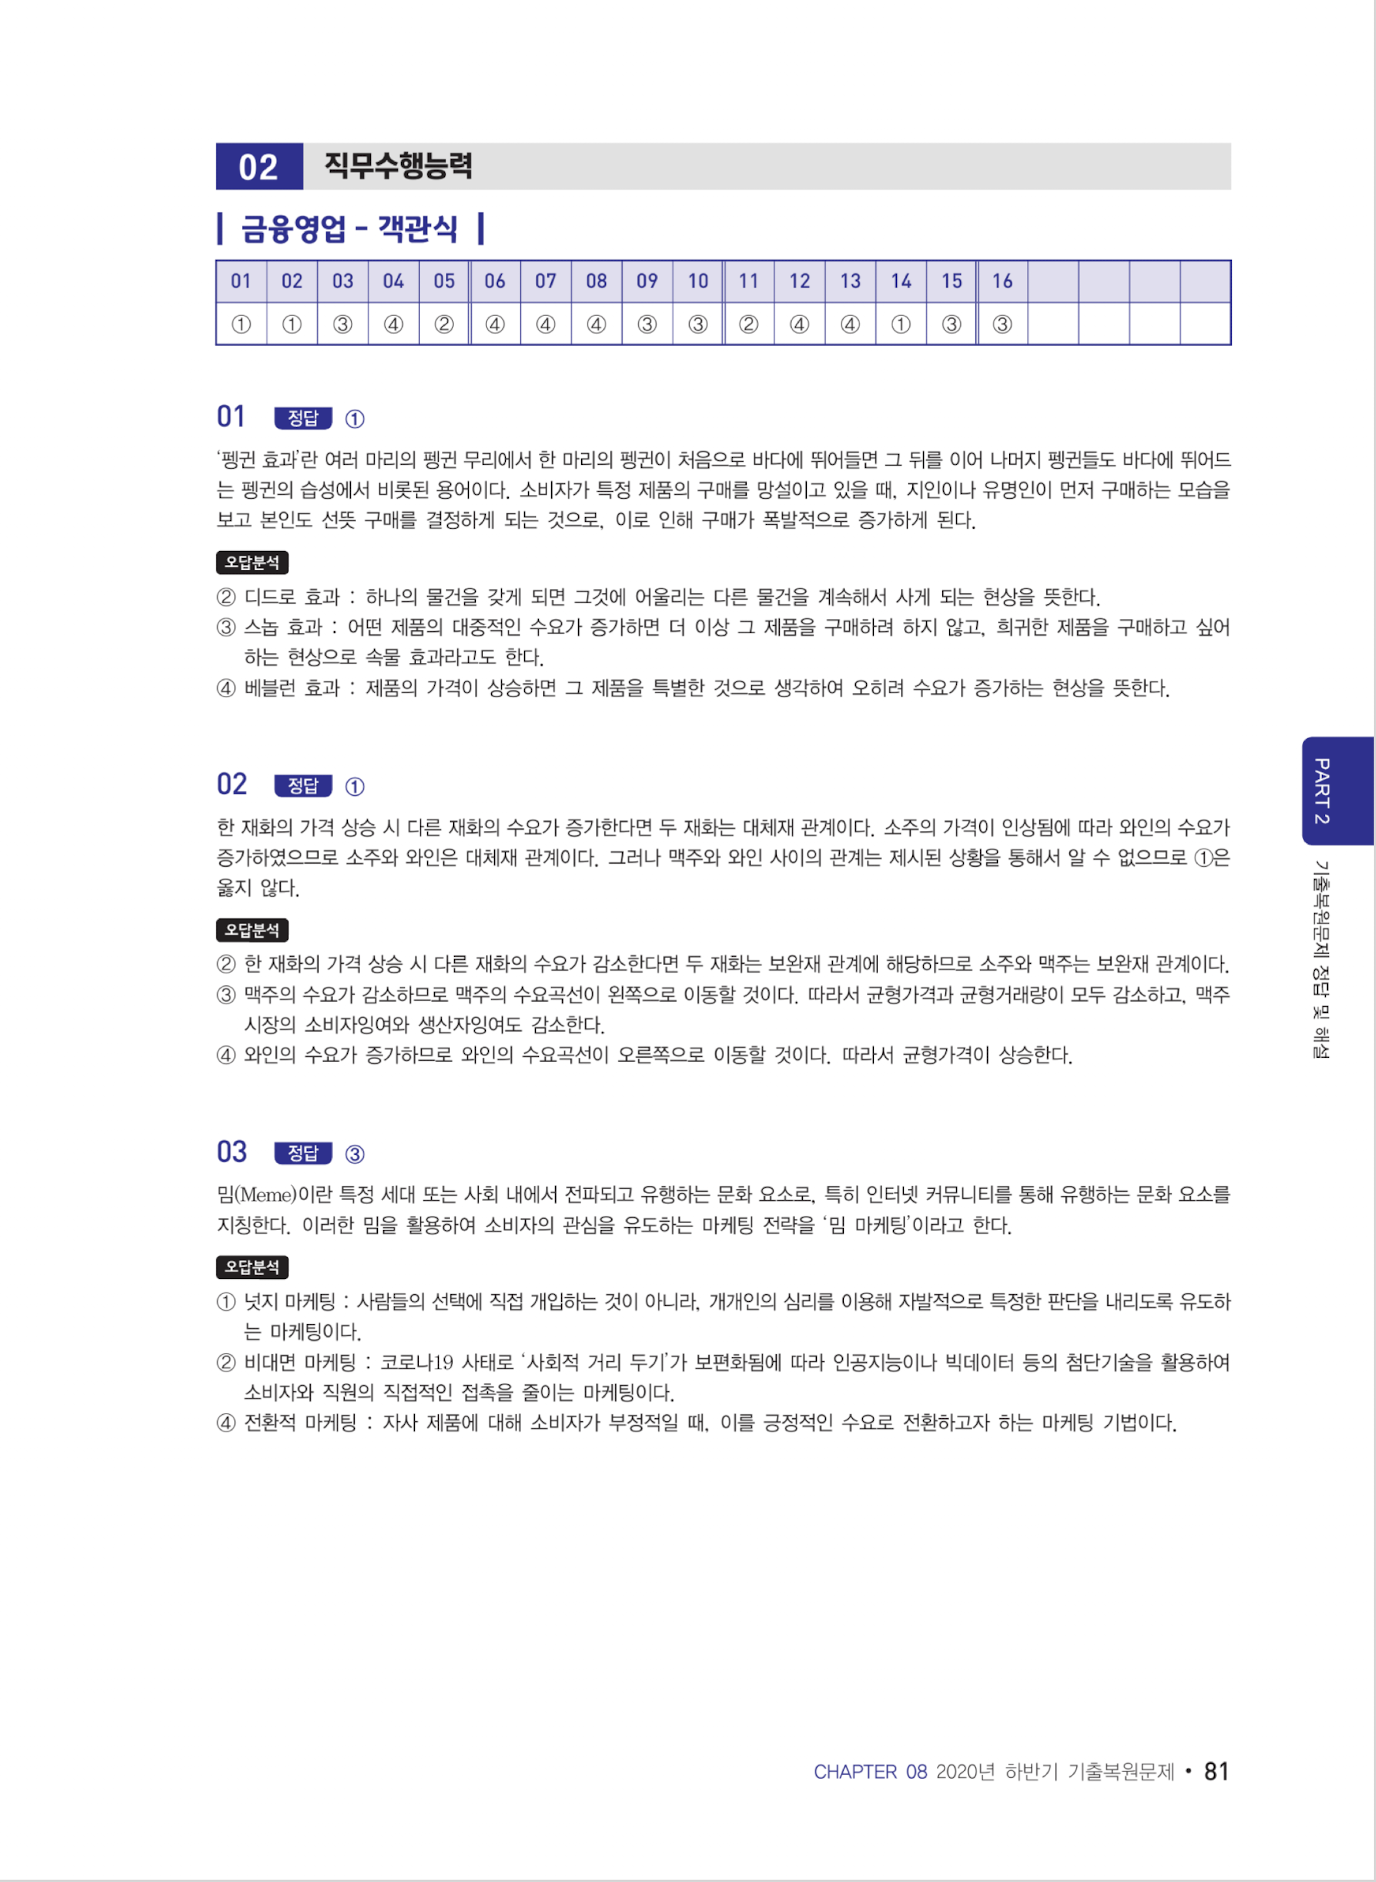 02 직무수행능력
금융영업 - 객관식
01 02 03 04 05 06 07 08 09 10 11 12 13 14 15 16
① ① ③ ④ ② ④ ④ ④ ③ ③ ② ④ ④ ① ③ ③
01 정답 ①
‘펭귄 효과’란 여러 마리의 펭귄 무리에서 한 마리의 펭귄이 처음으로 바다에 뛰어들면 그 뒤를 이어 나머지 펭귄들도 바다에 뛰어드
는 펭귄의 습성에서 비롯된 용어이다. 소비자가 특정 제품의 구매를 망설이고 있을 때, 지인이나 유명인이 먼저 구매하는 모습을
보고 본인도 선뜻 구매를 결정하게 되는 것으로, 이로 인해 구매가 폭발적으로 증가하게 된다.
오답분석
② 디드로 효과 : 하나의 물건을 갖게 되면 그것에 어울리는 다른 물건을 계속해서 사게 되는 현상을 뜻한다.
③ 스놉 효과 : 어떤 제품의 대중적인 수요가 증가하면 더 이상 그 제품을 구매하려 하지 않고, 희귀한 제품을 구매하고 싶어
하는 현상으로 속물 효과라고도 한다.
④ 베블런 효과 : 제품의 가격이 상승하면 그 제품을 특별한 것으로 생각하여 오히려 수요가 증가하는 현상을 뜻한다.
02 정답 ①
한 재화의 가격 상승 시 다른 재화의 수요가 증가한다면 두 재화는 대체재 관계이다. 소주의 가격이 인상됨에 따라 와인의 수요가
증가하였으므로 소주와 와인은 대체재 관계이다. 그러나 맥주와 와인 사이의 관계는 제시된 상황을 통해서 알 수 없으므로 ①은
옳지 않다.
오답분석
② 한 재화의 가격 상승 시 다른 재화의 수요가 감소한다면 두 재화는 보완재 관계에 해당하므로 소주와 맥주는 보완재 관계이다.
③ 맥주의 수요가 감소하므로 맥주의 수요곡선이 왼쪽으로 이동할 것이다. 따라서 균형가격과 균형거래량이 모두 감소하고, 맥주
시장의 소비자잉여와 생산자잉여도 감소한다.
④ 와인의 수요가 증가하므로 와인의 수요곡선이 오른쪽으로 이동할 것이다. 따라서 균형가격이 상승한다.
03 정답 ③
밈(Meme)이란 특정 세대 또는 사회 내에서 전파되고 유행하는 문화 요소로, 특히 인터넷 커뮤니티를 통해 유행하는 문화 요소를
지칭한다. 이러한 밈을 활용하여 소비자의 관심을 유도하는 마케팅 전략을 ‘밈 마케팅’이라고 한다.
오답분석
① 넛지 마케팅 : 사람들의 선택에 직접 개입하는 것이 아니라, 개개인의 심리를 이용해 자발적으로 특정한 판단을 내리도록 유도하
는 마케팅이다.
② 비대면 마케팅 : 코로나19 사태로 ‘사회적 거리 두기’가 보편화됨에 따라 인공지능이나 빅데이터 등의 첨단기술을 활용하여
소비자와 직원의 직접적인 접촉을 줄이는 마케팅이다.
④ 전환적 마케팅 : 자사 제품에 대해 소비자가 부정적일 때, 이를 긍정적인 수요로 전환하고자 하는 마케팅 기법이다.
PART 2
기출복원문제 정답 및 해설
CHAPTER 08 2020년 하반기 기출복원문제 • 81